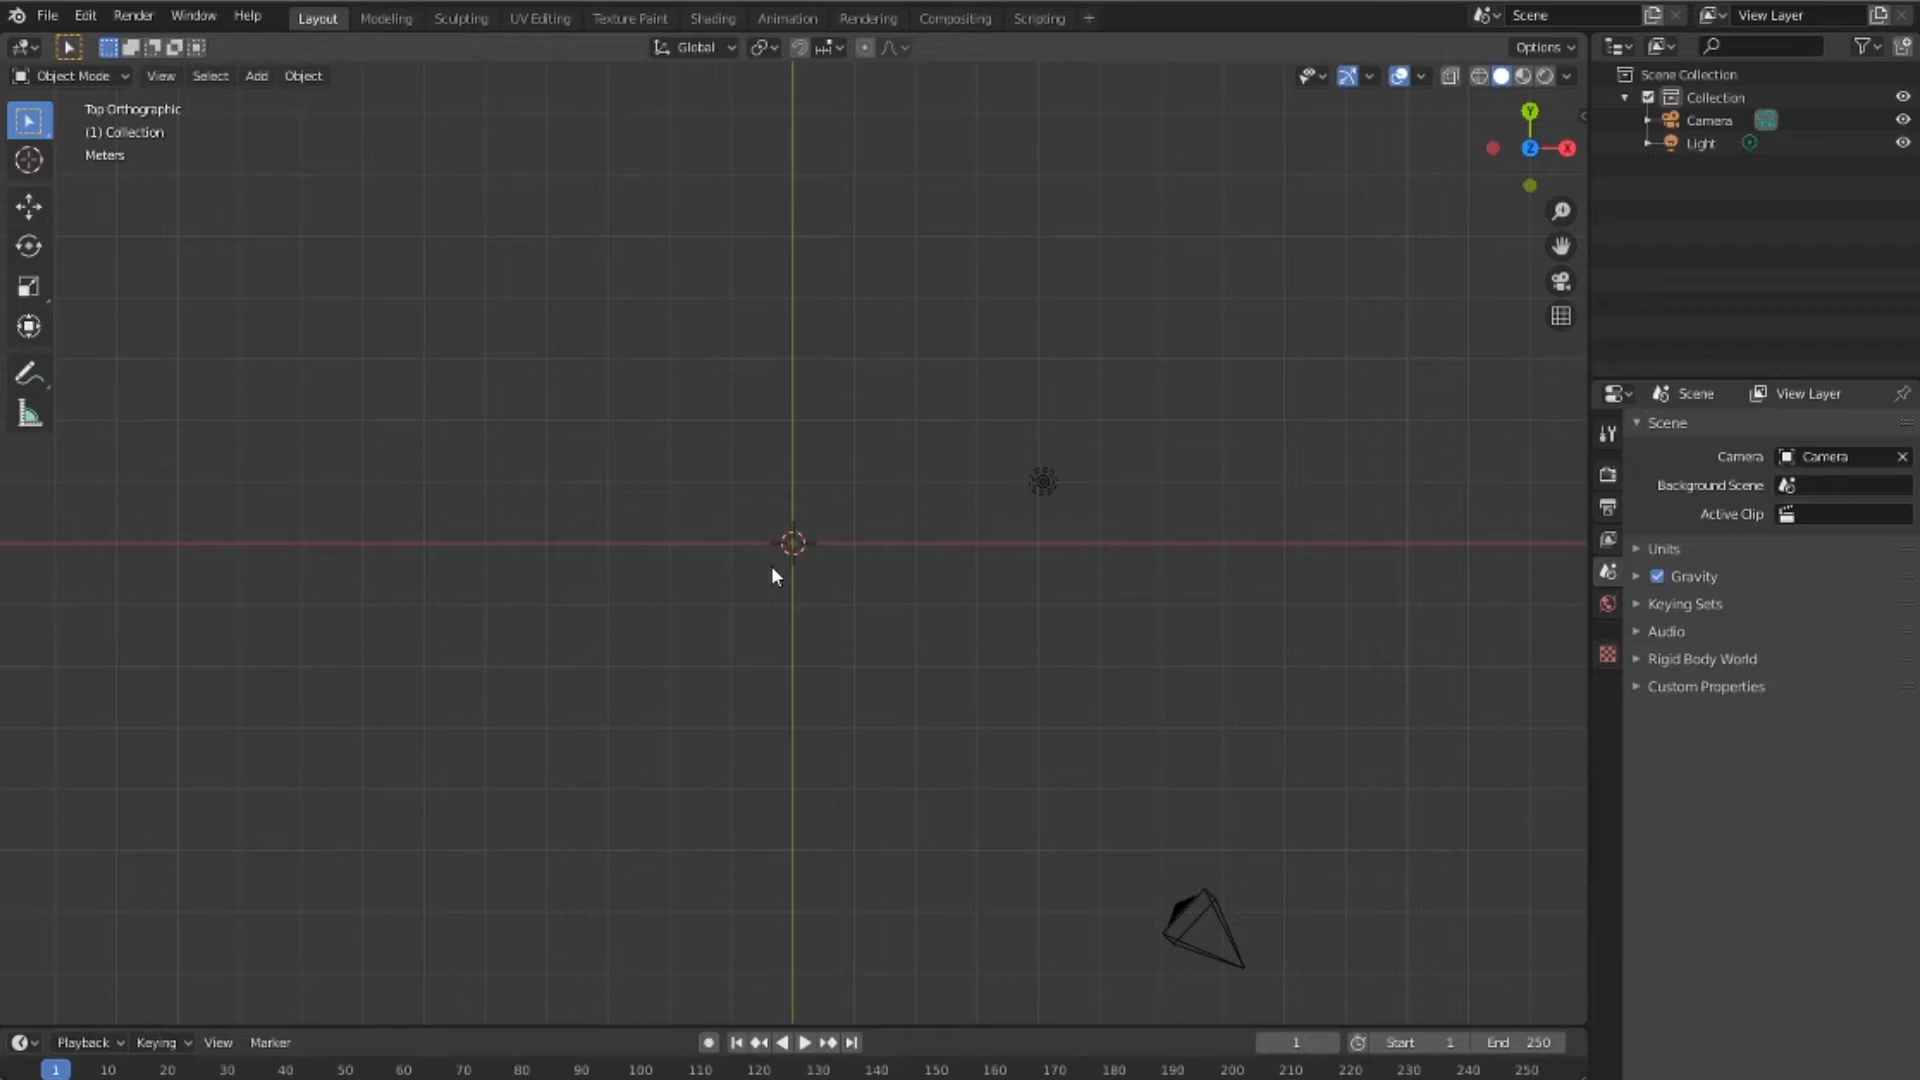 File Edit Render Window Help Layout Modeling Sculpting UV Editing Texture Paint Shading Animation Rendering Compositing Scripting + Scene View Layer
Global Options
Object Mode View Select Add Object
Top Orthographic
(1) Collection
Meters
Y
Z X
Scene Collection
Collection
Camera
Light
Scene View Layer
Scene
Camera Camera
Background Scene
Active Clip
Units
Gravity
Keying Sets
Audio
Rigid Body World
Custom Properties
Playback Keying View Marker 1 Start 1 End 250
1 10 20 30 40 50 60 70 80 90 100 110 120 130 140 150 160 170 180 190 200 210 220 230 240 250